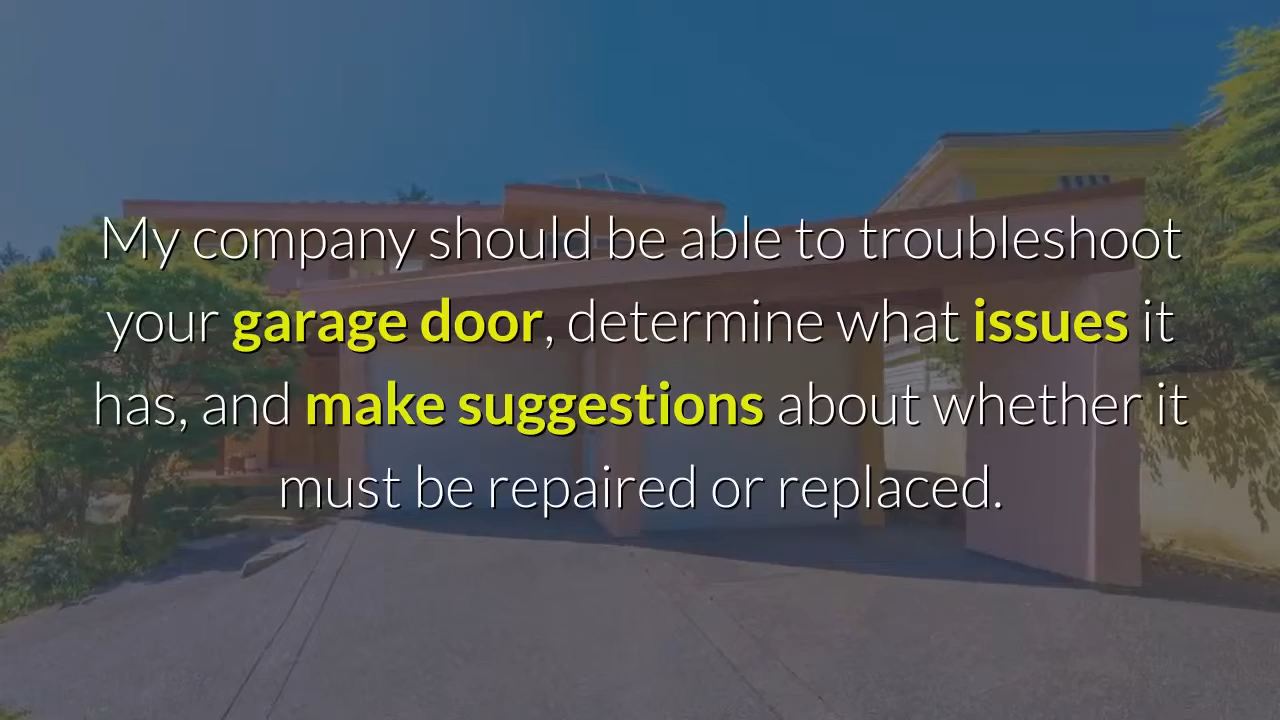 My company should be able to troubleshoot
your garage door, determine what issues it
has, and make suggestions about whether it
must be repaired or replaced.